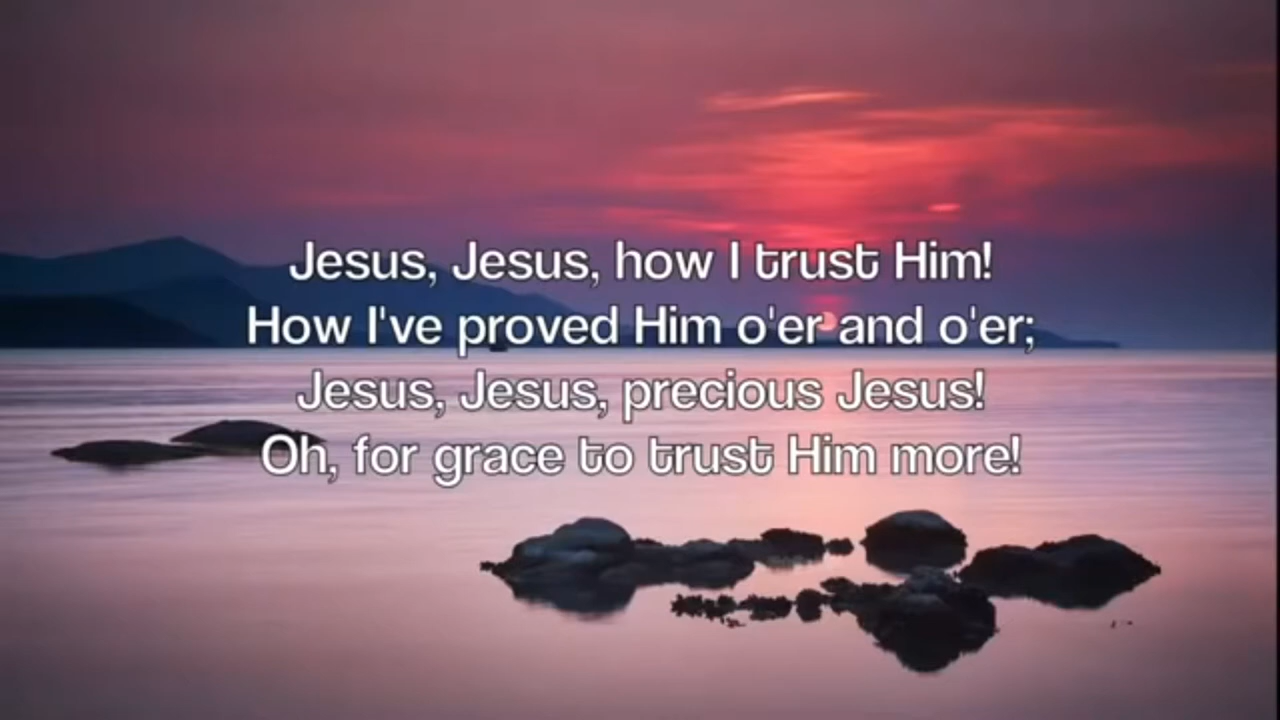 Jesus, Jesus, how I trust Him!
How I've proved Him o'er and o'er;
Jesus, Jesus, precious Jesus!
Oh, for grace to trust Him more!